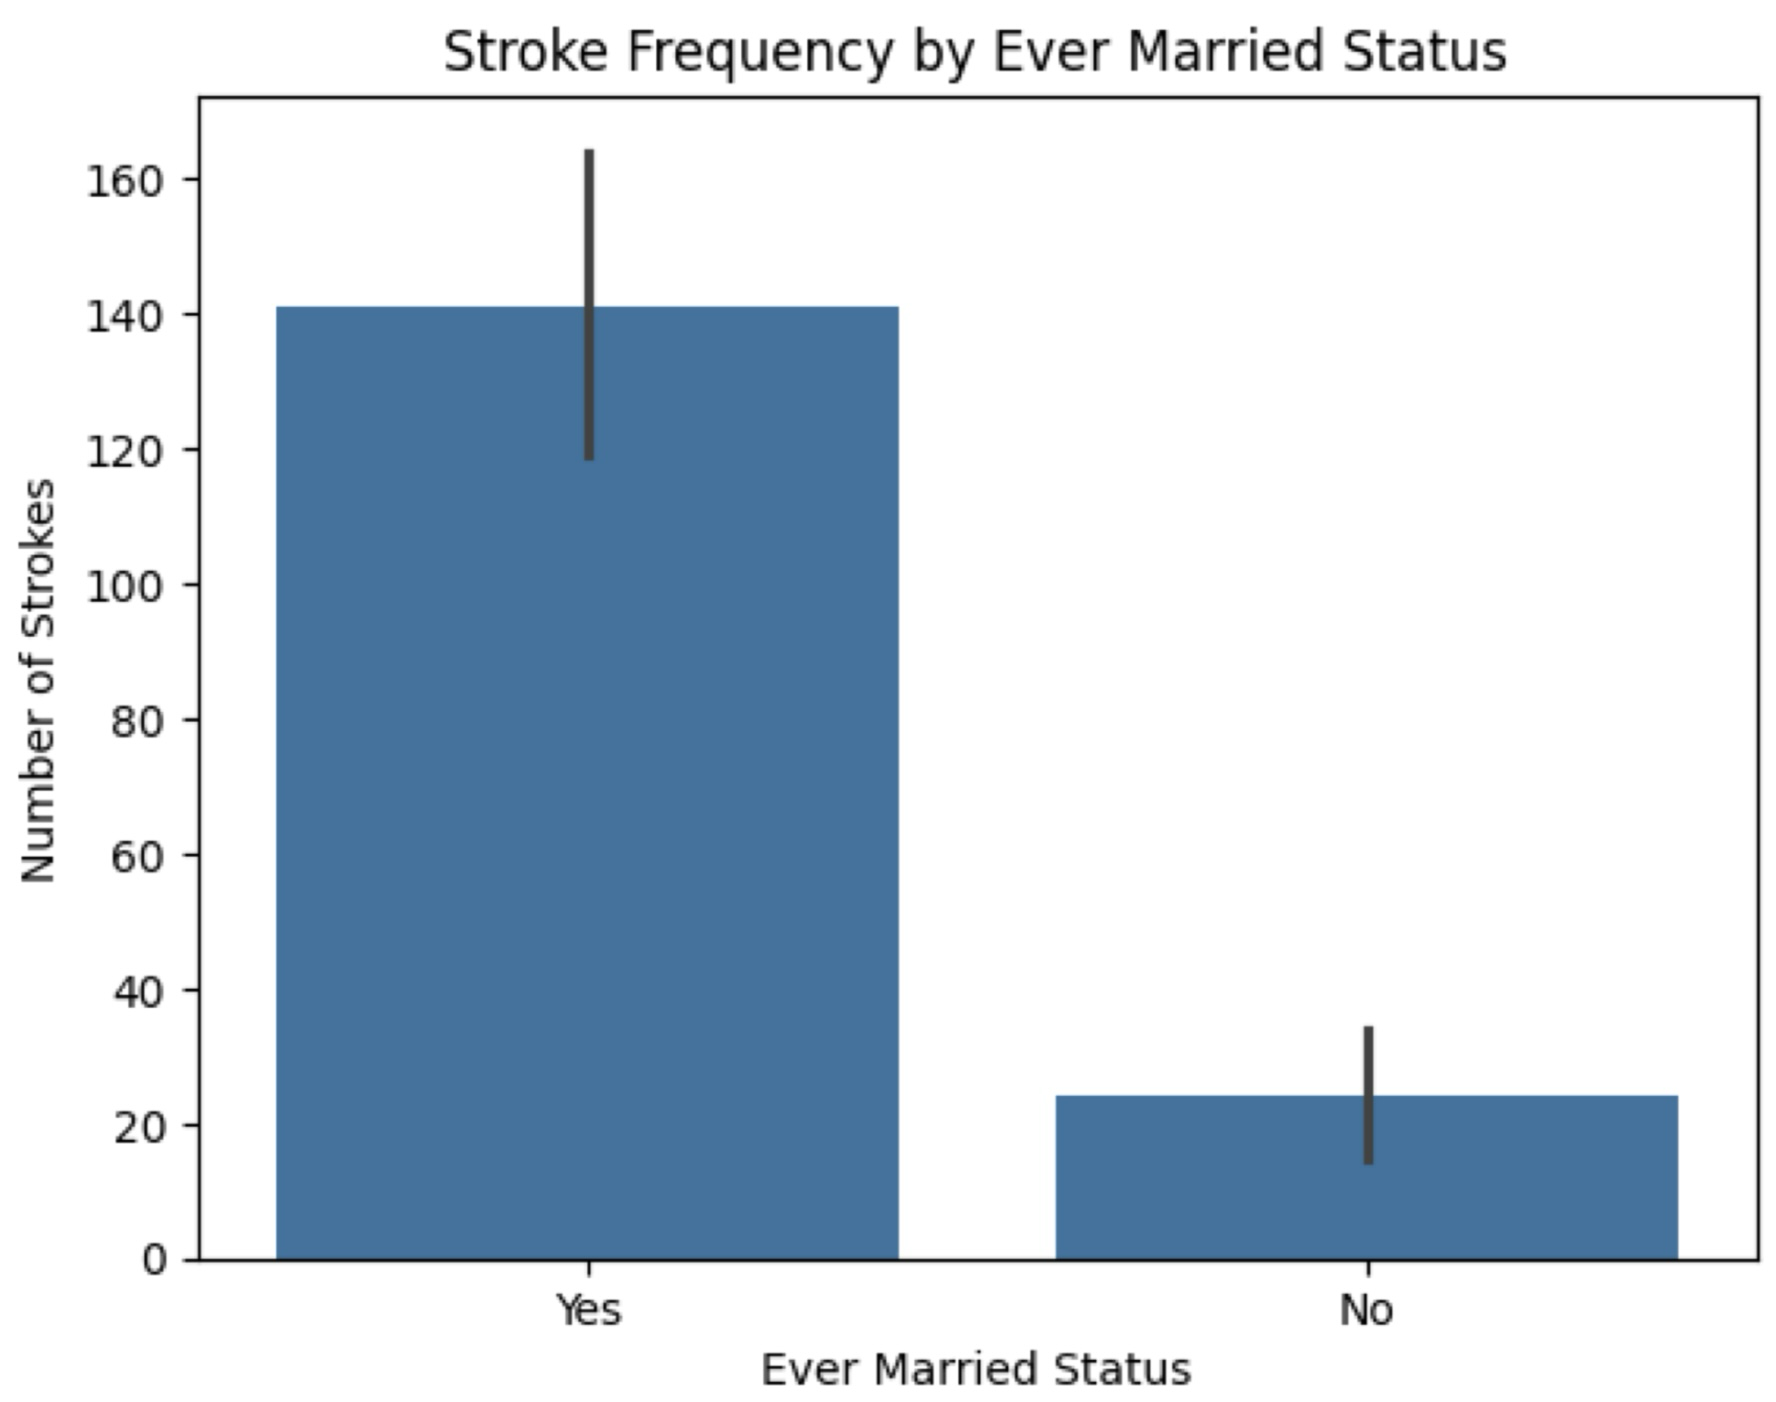 Stroke Frequency by Ever Married Status
160
140
120
100
80
60
40
20
0
Number of Strokes
Yes
No
Ever Married Status